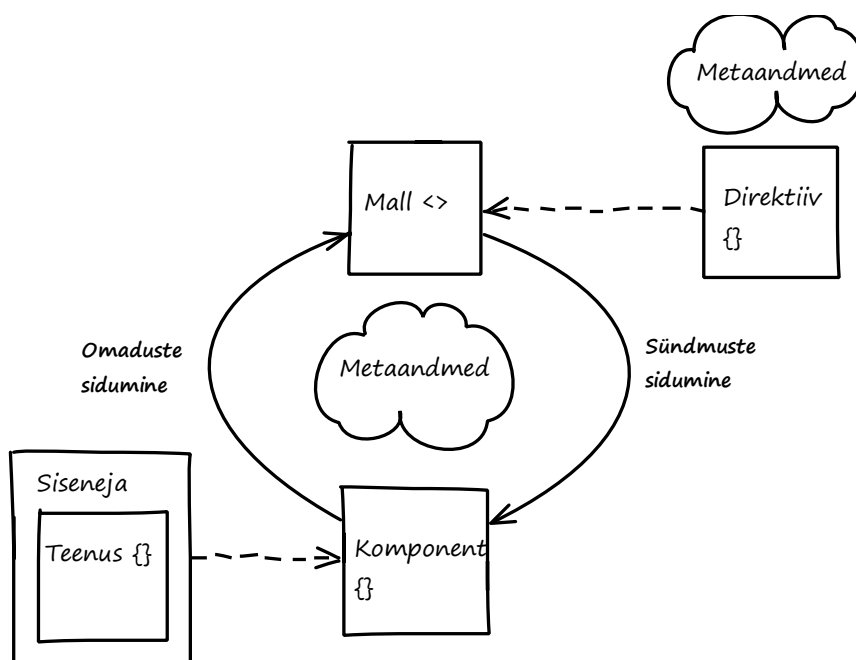 Metaandmed
Mall <>
Direktiiv
{}
Omaduste
sidumine
Metaandmed
Sündmuste
sidumine
Siseneja
Teenus {}
Komponent
{}